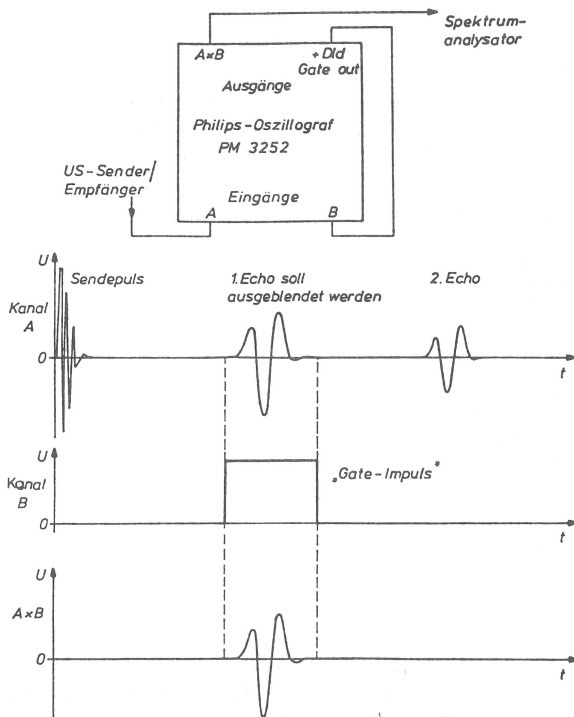 Spektrum-
analysator
A×B
+Dld
Gate out
Ausgänge
Philips-Oszillograf
PM 3252
US-Sender/
Empfänger
Eingänge
A
B
U
Sendepuls
1.Echo soll
ausgeblendet werden
2.Echo
Kanal
A
0
t
U
Kanal
B
„Gate-Impuls"
0
t
U
A×B
0
t